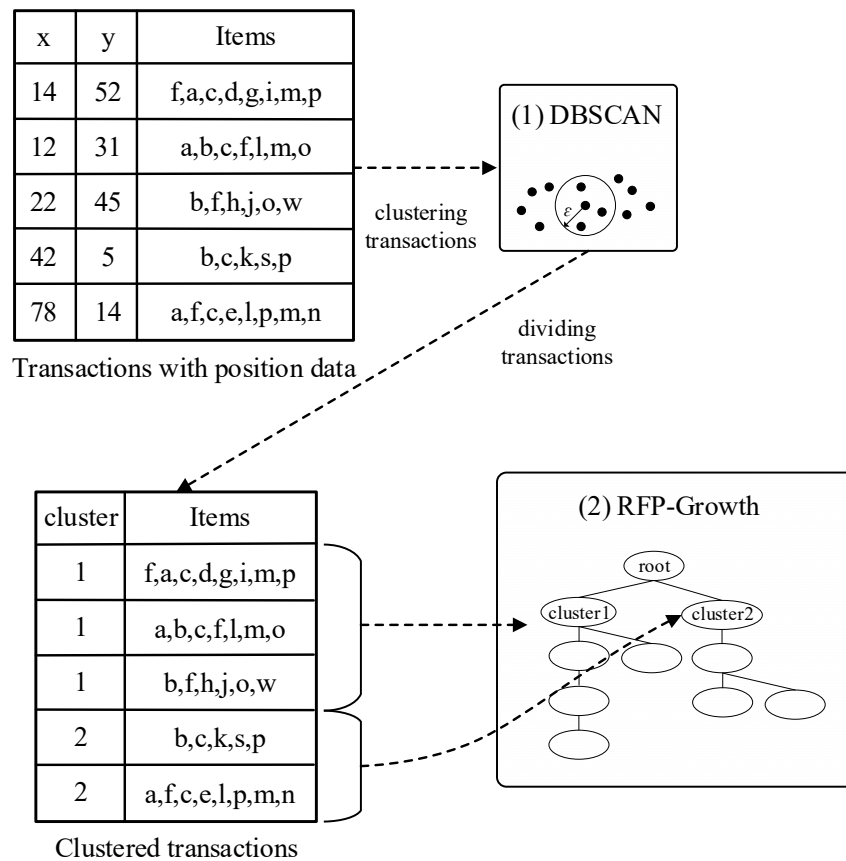 x y Items
14 52 f,a,c,d,g,i,m,p
12 31 a,b,c,f,l,m,o
22 45 b,f,h,j,o,w
42 5 b,c,k,s,p
78 14 a,f,c,e,l,p,m,n
Transactions with position data
clustering
transactions
(1) DBSCAN
ε
dividing
transactions
cluster Items
1 f,a,c,d,g,i,m,p
1 a,b,c,f,l,m,o
1 b,f,h,j,o,w
2 b,c,k,s,p
2 a,f,c,e,l,p,m,n
Clustered transactions
(2) RFP-Growth
root
cluster1 cluster2